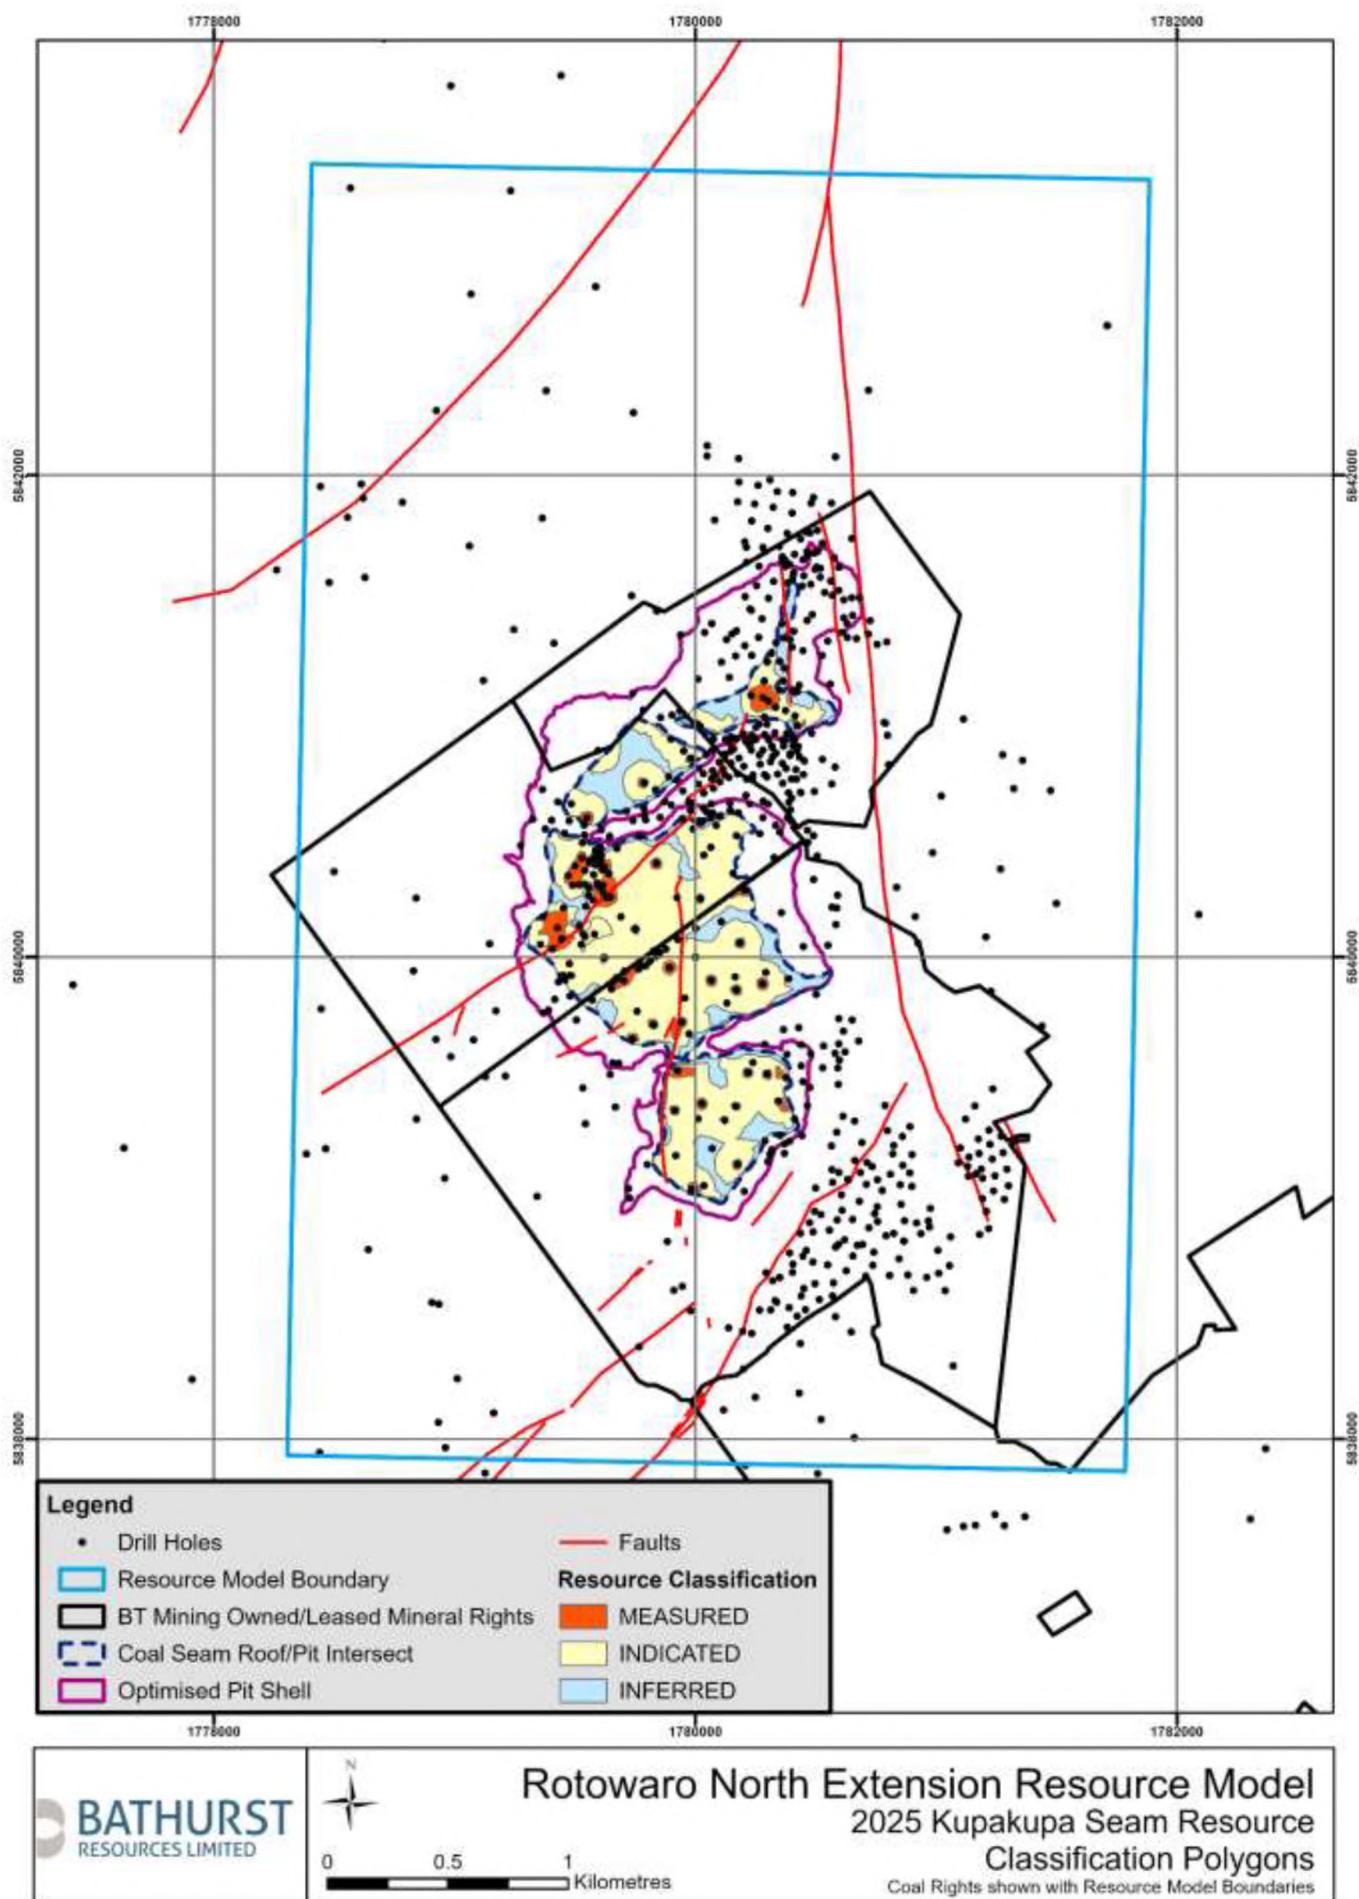 1778000 1780000 1782000
5842000 5842000
5840000 5840000
5838000 5838000
Legend
Drill Holes
Resource Model Boundary
BT Mining Owned/Leased Mineral Rights
Coal Seam Roof/Pit Intersect
Optimised Pit Shell
Faults
Resource Classification
MEASURED
INDICATED
INFERRED
1778000 1780000 1782000
BATHURST
RESOURCES LIMITED
N
0 0.5 1
Kilometres
Rotowaro North Extension Resource Model
2025 Kupakupa Seam Resource
Classification Polygons
Coal Rights shown with Resource Model Boundaries